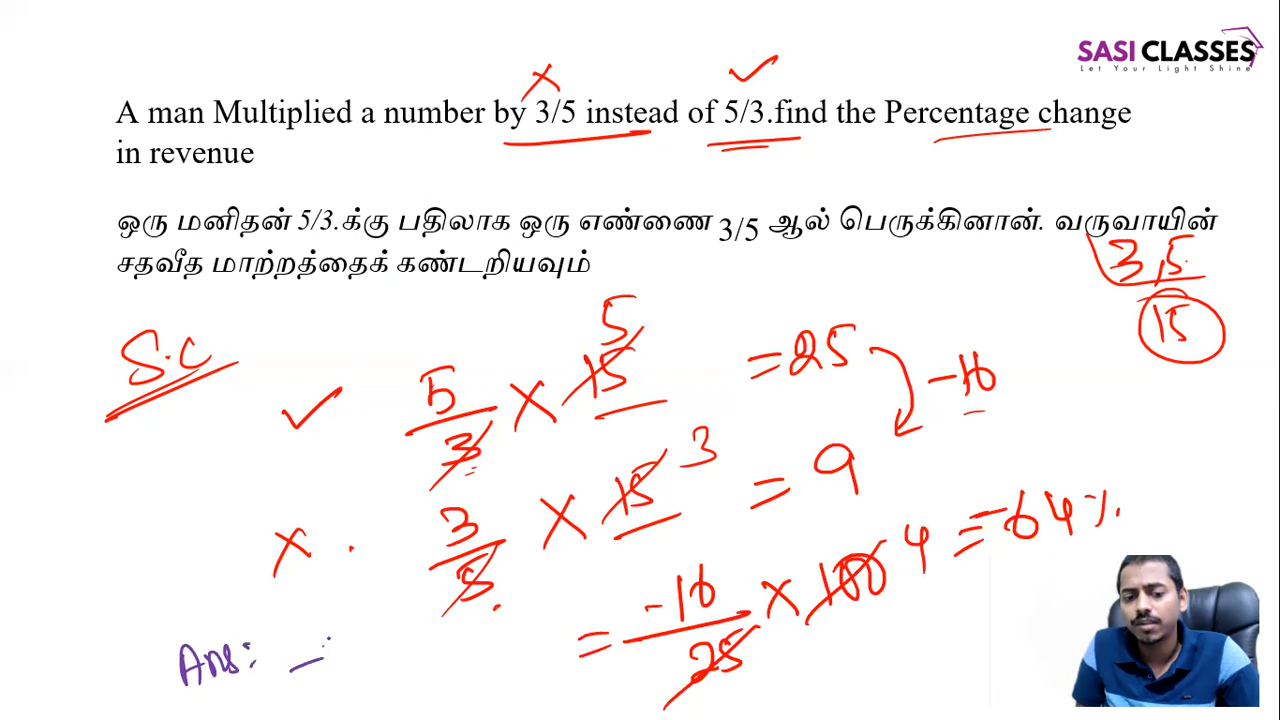 SASI CLASSES
Let Your Light Shine
A man Multiplied a number by 3/5 instead of 5/3.find the Percentage change
in revenue
ஒரு மனிதன் 5/3.க்கு பதிலாக ஒரு எண்ணை 3/5 ஆல் பெருக்கினான். வருவாயின்
சதவீத மாற்றத்தைக் கண்டறியவும்
3,5
15
S.C
✓ 5/3 × 15 5 = 25
-16
× 3/5 × 15 3 = 9
= -16/25 × 100 4 = -64%
Ans: —